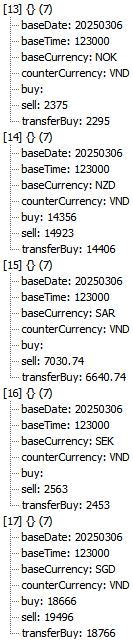 [13] {} (7)
baseDate: 20250306
baseTime: 123000
baseCurrency: NOK
counterCurrency: VND
buy:
sell: 2375
transferBuy: 2295
[14] {} (7)
baseDate: 20250306
baseTime: 123000
baseCurrency: NZD
counterCurrency: VND
buy: 14356
sell: 14923
transferBuy: 14406
[15] {} (7)
baseDate: 20250306
baseTime: 123000
baseCurrency: SAR
counterCurrency: VND
buy:
sell: 7030.74
transferBuy: 6640.74
[16] {} (7)
baseDate: 20250306
baseTime: 123000
baseCurrency: SEK
counterCurrency: VND
buy:
sell: 2563
transferBuy: 2453
[17] {} (7)
baseDate: 20250306
baseTime: 123000
baseCurrency: SGD
counterCurrency: VND
buy: 18666
sell: 19496
transferBuy: 18766